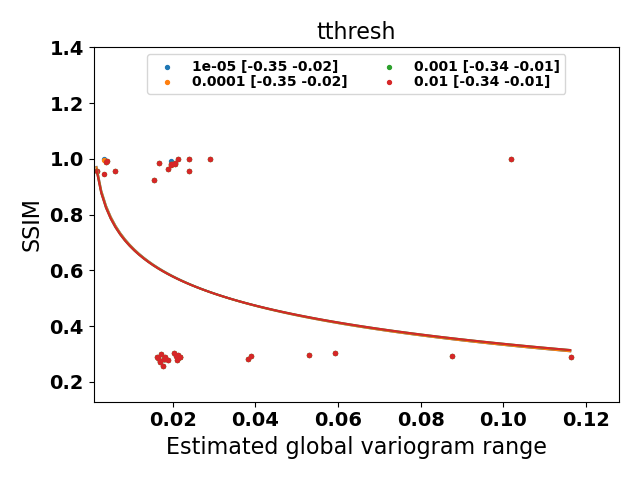 tthresh
1e-05 [-0.35 -0.02]
0.0001 [-0.35 -0.02]
0.001 [-0.34 -0.01]
0.01 [-0.34 -0.01]
SSIM
1.4
1.2
1.0
0.8
0.6
0.4
0.2
0.02 0.04 0.06 0.08 0.10 0.12
Estimated global variogram range